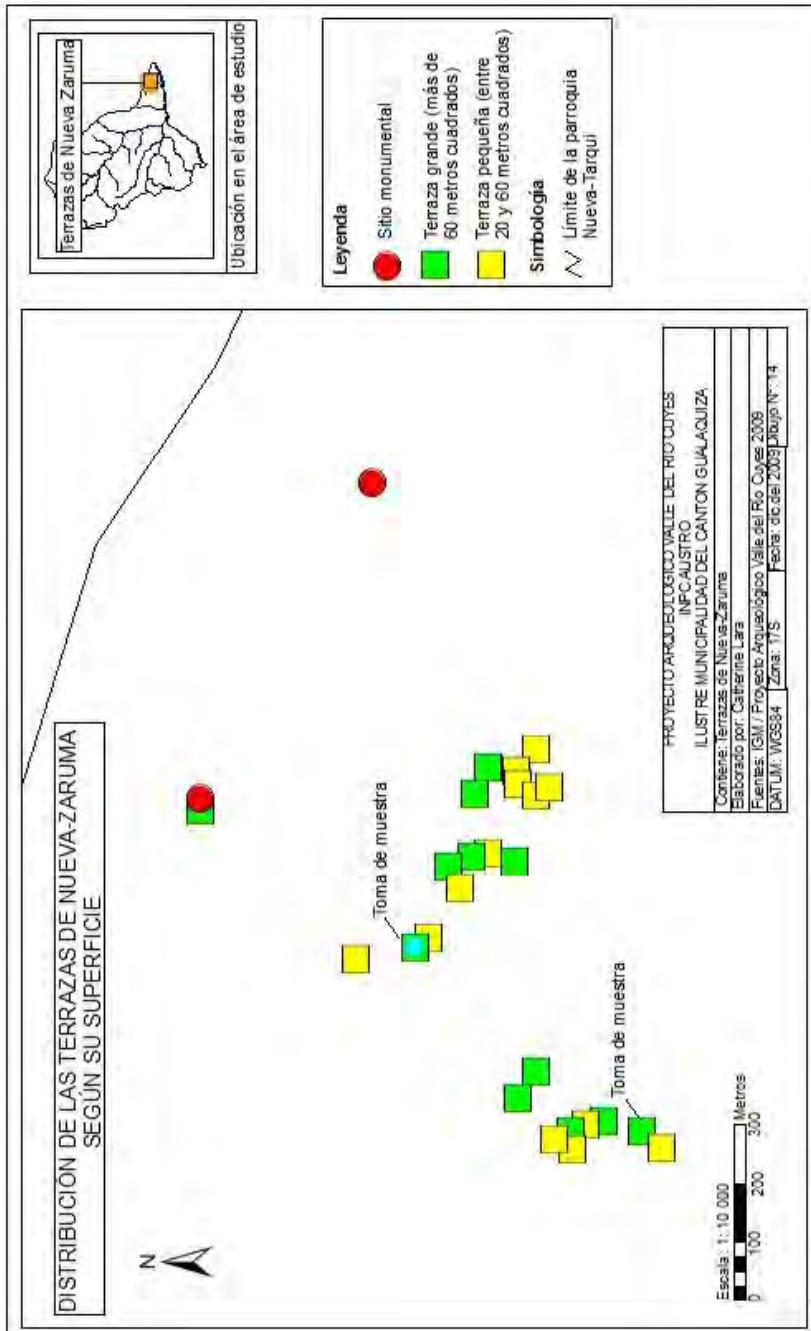 DISTRIBUCIÓN DE LAS TERRAZAS DE NUEVA-ZARUMA
SEGÚN SU SUPERFICIE
N
Toma de muestra
Toma de muestra
Escala: 1: 10 000
0 100 200 300
Metros
PROYECTO ARQUEOLOGICO VALLE DEL RIO CUYES
INPC AUSTRO
ILUSTRE MUNICIPALIDAD DEL CANTON GUALAQUIZA
Contiene: Terrazas de Nueva-Zaruma
Elaborado por: Catherine Lara
Fuentes: IGM / Proyecto Arqueológico Valle del Río Cuyes 2009
DATUM: WGS84 Zona: 17S Fecha: dic.del 2009 Dibujo N°: 14
Terrazas de Nueva Zaruma
Ubicación en el área de estudio
Leyenda
Sitio monumental
Terraza grande (más de
60 metros cuadrados)
Terraza pequeña (entre
20 y 60 metros cuadrados)
Simbología
Límite de la parroquia
Nueva-Tarqui